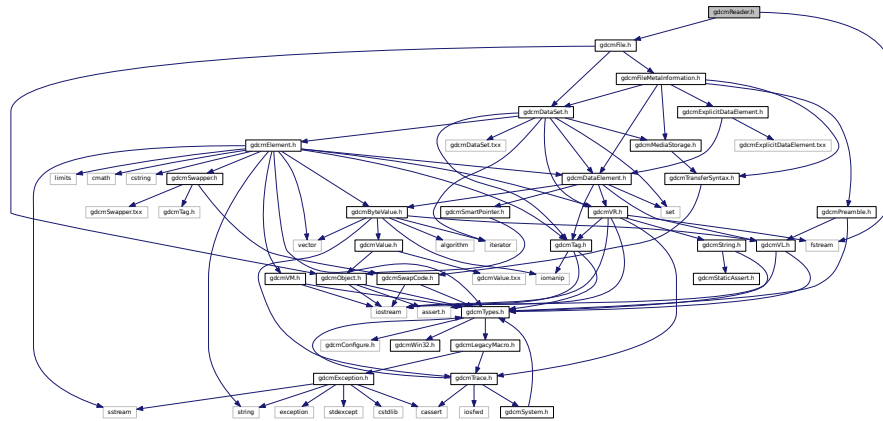 gdcmReader.h
gdcmFile.h
gdcmFileMetaInformation.h
gdcmDataSet.h
gdcmExplicitDataElement.h
gdcmElement.h
gdcmDataSet.txx
gdcmMediaStorage.h
gdcmExplicitDataElement.txx
limits
cmath
cstring
gdcmSwapper.h
gdcmDataElement.h
gdcmTransferSyntax.h
gdcmSwapper.txx
gdcmTag.h
gdcmByteValue.h
gdcmSmartPointer.h
gdcmVR.h
set
gdcmPreamble.h
vector
gdcmValue.h
algorithm
iterator
gdcmTag.h
gdcmString.h
gdcmVL.h
fstream
gdcmVM.h
gdcmObject.h
gdcmSwapCode.h
gdcmValue.txx
iomanip
gdcmStaticAssert.h
iostream
assert.h
gdcmTypes.h
gdcmConfigure.h
gdcmWin32.h
gdcmLegacyMacro.h
gdcmException.h
gdcmTrace.h
sstream
string
exception
stdexcept
cstdlib
cassert
iosfwd
gdcmSystem.h